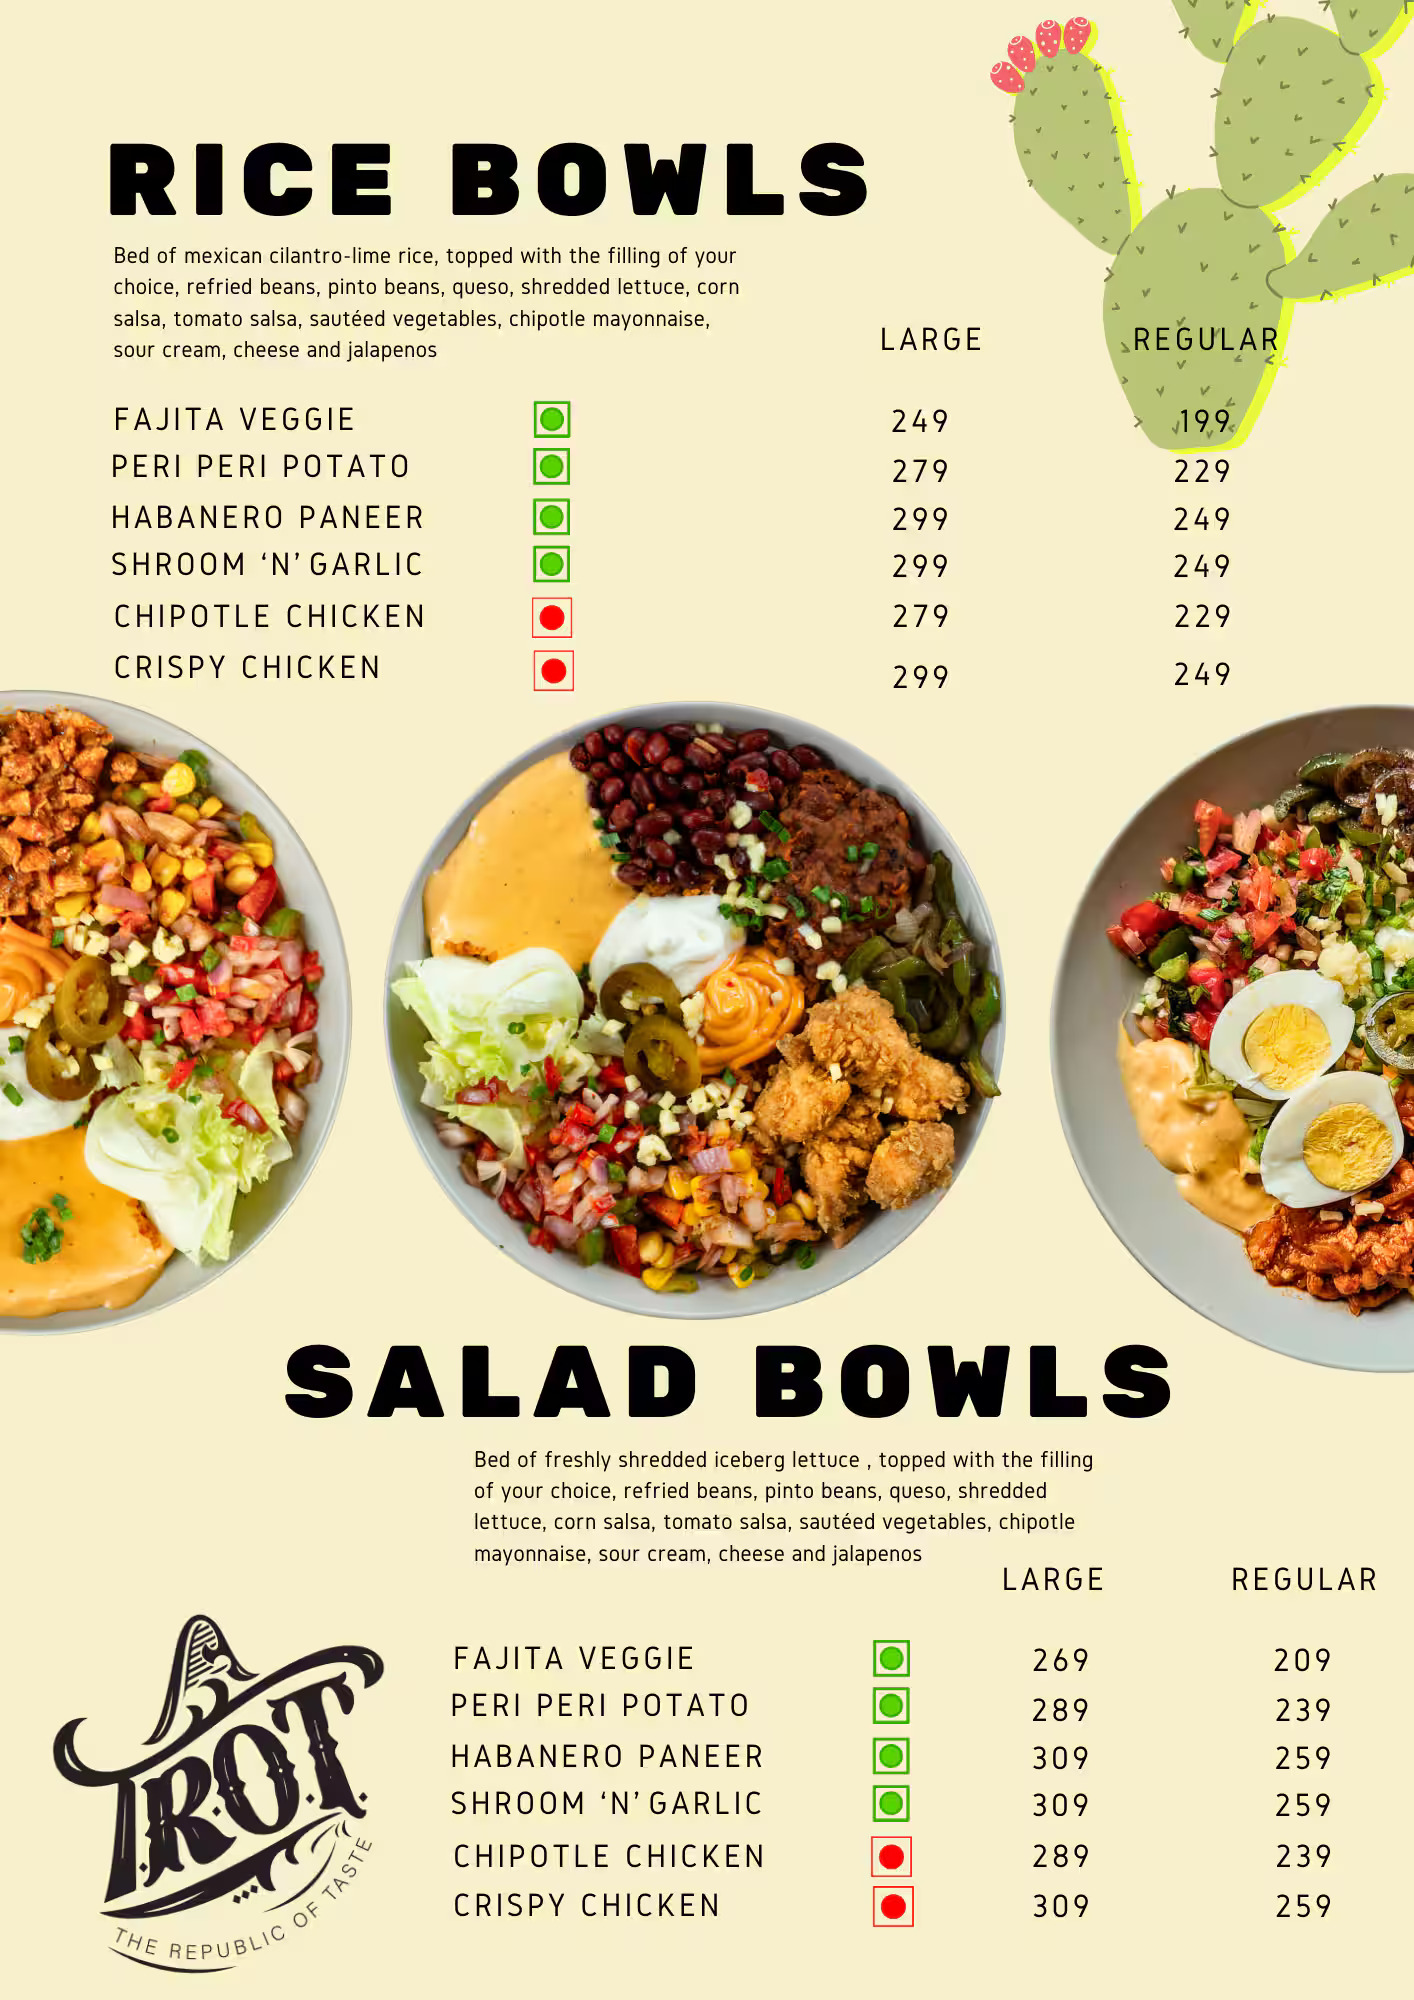 RICE BOWLS
Bed of mexican cilantro-lime rice, topped with the filling of your
choice, refried beans, pinto beans, queso, shredded lettuce, corn
salsa, tomato salsa, sautéed vegetables, chipotle mayonnaise,
sour cream, cheese and jalapenos
LARGE REGULAR
FAJITA VEGGIE 249 199
PERI PERI POTATO 279 229
HABANERO PANEER 299 249
SHROOM ‘N’ GARLIC 299 249
CHIPOTLE CHICKEN 279 229
CRISPY CHICKEN 299 249
SALAD BOWLS
Bed of freshly shredded iceberg lettuce , topped with the filling
of your choice, refried beans, pinto beans, queso, shredded
lettuce, corn salsa, tomato salsa, sautéed vegetables, chipotle
mayonnaise, sour cream, cheese and jalapenos
LARGE REGULAR
FAJITA VEGGIE 269 209
PERI PERI POTATO 289 239
HABANERO PANEER 309 259
SHROOM ‘N’ GARLIC 309 259
CHIPOTLE CHICKEN 289 239
CRISPY CHICKEN 309 259
T.R.O.T.
THE REPUBLIC OF TASTE